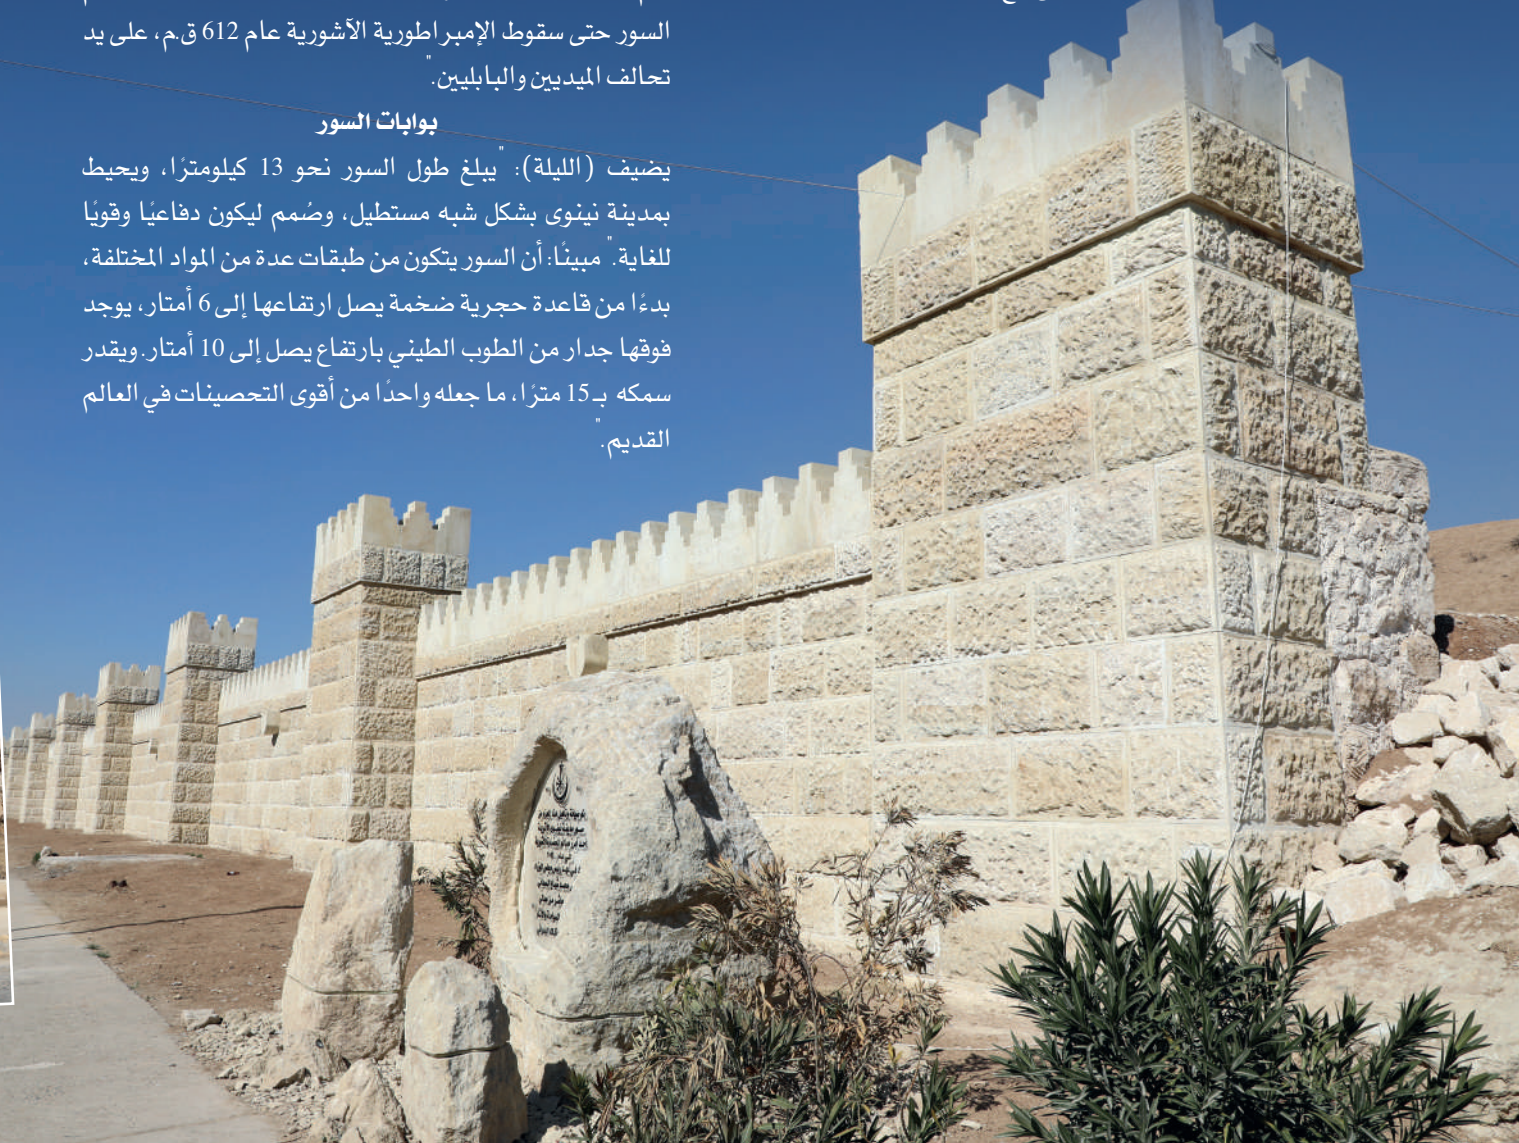 السور حتى سقوط الإمبراطورية الآشورية عام 612 ق.م، على يد
تحالف الميديين والبابليين."
بوابات السور
يضيف (الليلة): "يبلغ طول السور نحو 13 كيلومترًا، ويحيط
بمدينة نينوى بشكل شبه مستطيل، وصُمم ليكون دفاعيًا وقويًا
للغاية." مبينًا: أن السور يتكون من طبقات عدة من المواد المختلفة،
بدءًا من قاعدة حجرية ضخمة يصل ارتفاعها إلى 6 أمتار، يوجد
فوقها جدار من الطوب الطيني بارتفاع يصل إلى 10 أمتار. ويقدر
سمكه بـ 15 مترًا، ما جعله واحدًا من أقوى التحصينات في العالم
القديم."